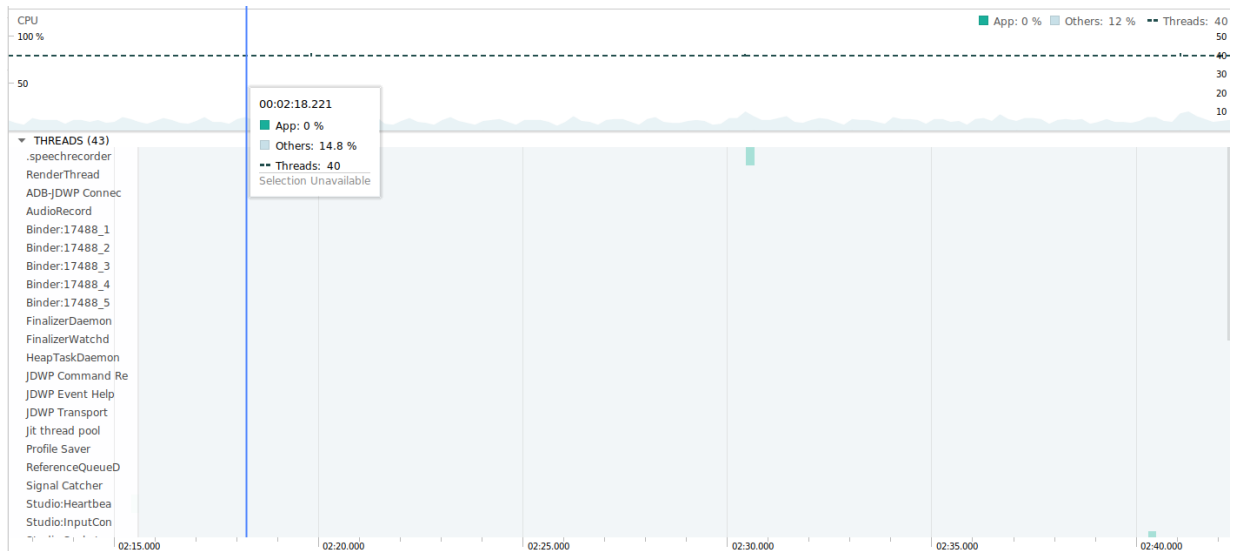 CPU
App: 0 % Others: 12 % Threads: 40
100 % 50
40
30
50
20
10
00:02:18.221
App: 0 %
Others: 14.8 %
Threads: 40
Selection Unavailable
THREADS (43)
.speechrecorder
RenderThread
ADB-JDWP Connec
AudioRecord
Binder:17488_1
Binder:17488_2
Binder:17488_3
Binder:17488_4
Binder:17488_5
FinalizerDaemon
FinalizerWatchd
HeapTaskDaemon
JDWP Command Re
JDWP Event Help
JDWP Transport
Jit thread pool
Profile Saver
ReferenceQueueD
Signal Catcher
Studio:Heartbea
Studio:InputCon
02:15.000 02:20.000 02:25.000 02:30.000 02:35.000 02:40.000